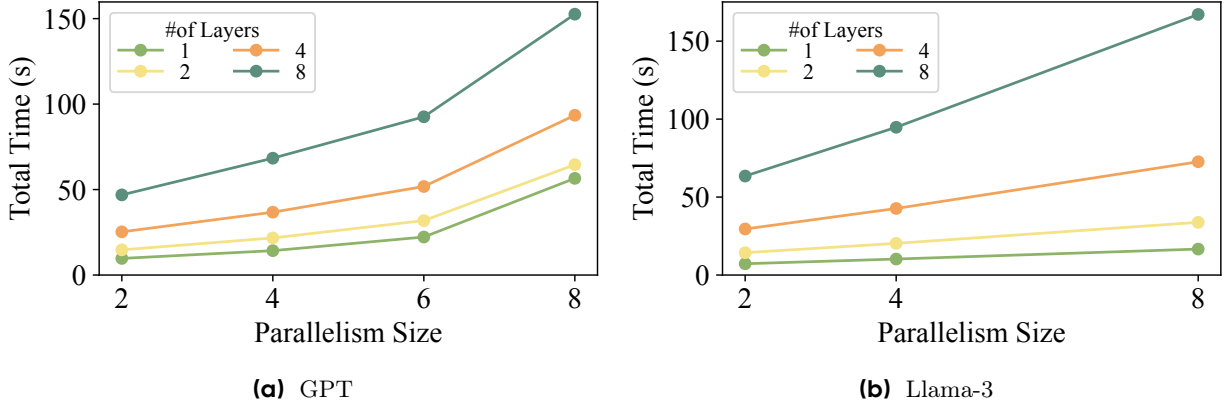 150
100
50
0
Total Time (s)
#of Layers
1 4
2 8
2 4 6 8
Parallelism Size
(a) GPT
150
100
50
0
Total Time (s)
#of Layers
1 4
2 8
2 4 8
Parallelism Size
(b) Llama-3